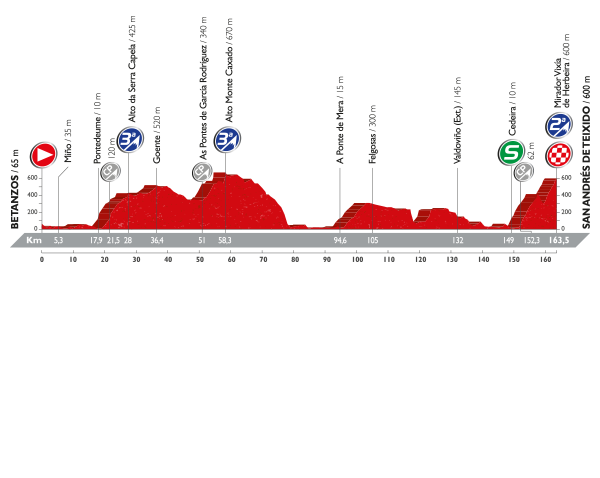 BETANZOS / 65 m
Miño / 35 m
Pontedeume / 10 m
120 m
Alto da Serra Capela / 425 m
3ª
Goente / 520 m
As Pontes de García Rodríguez / 340 m
Alto Monte Caxado / 670 m
3ª
A Ponte de Mera / 15 m
Felgosas / 300 m
Valdoviño (Ext.) / 145 m
Cedeira / 10 m
S
62 m
Mirador Vixía
de Herbeira / 600 m
2ª
SAN ANDRÉS DE TEIXIDO / 600 m
600
400
200
0
600
400
200
0
Km 5,3 17,9 21,5 28 36,4 51 58,3 94,6 105 132 149 152,3 163,5
0 10 20 30 40 50 60 70 80 90 100 110 120 130 140 150 160